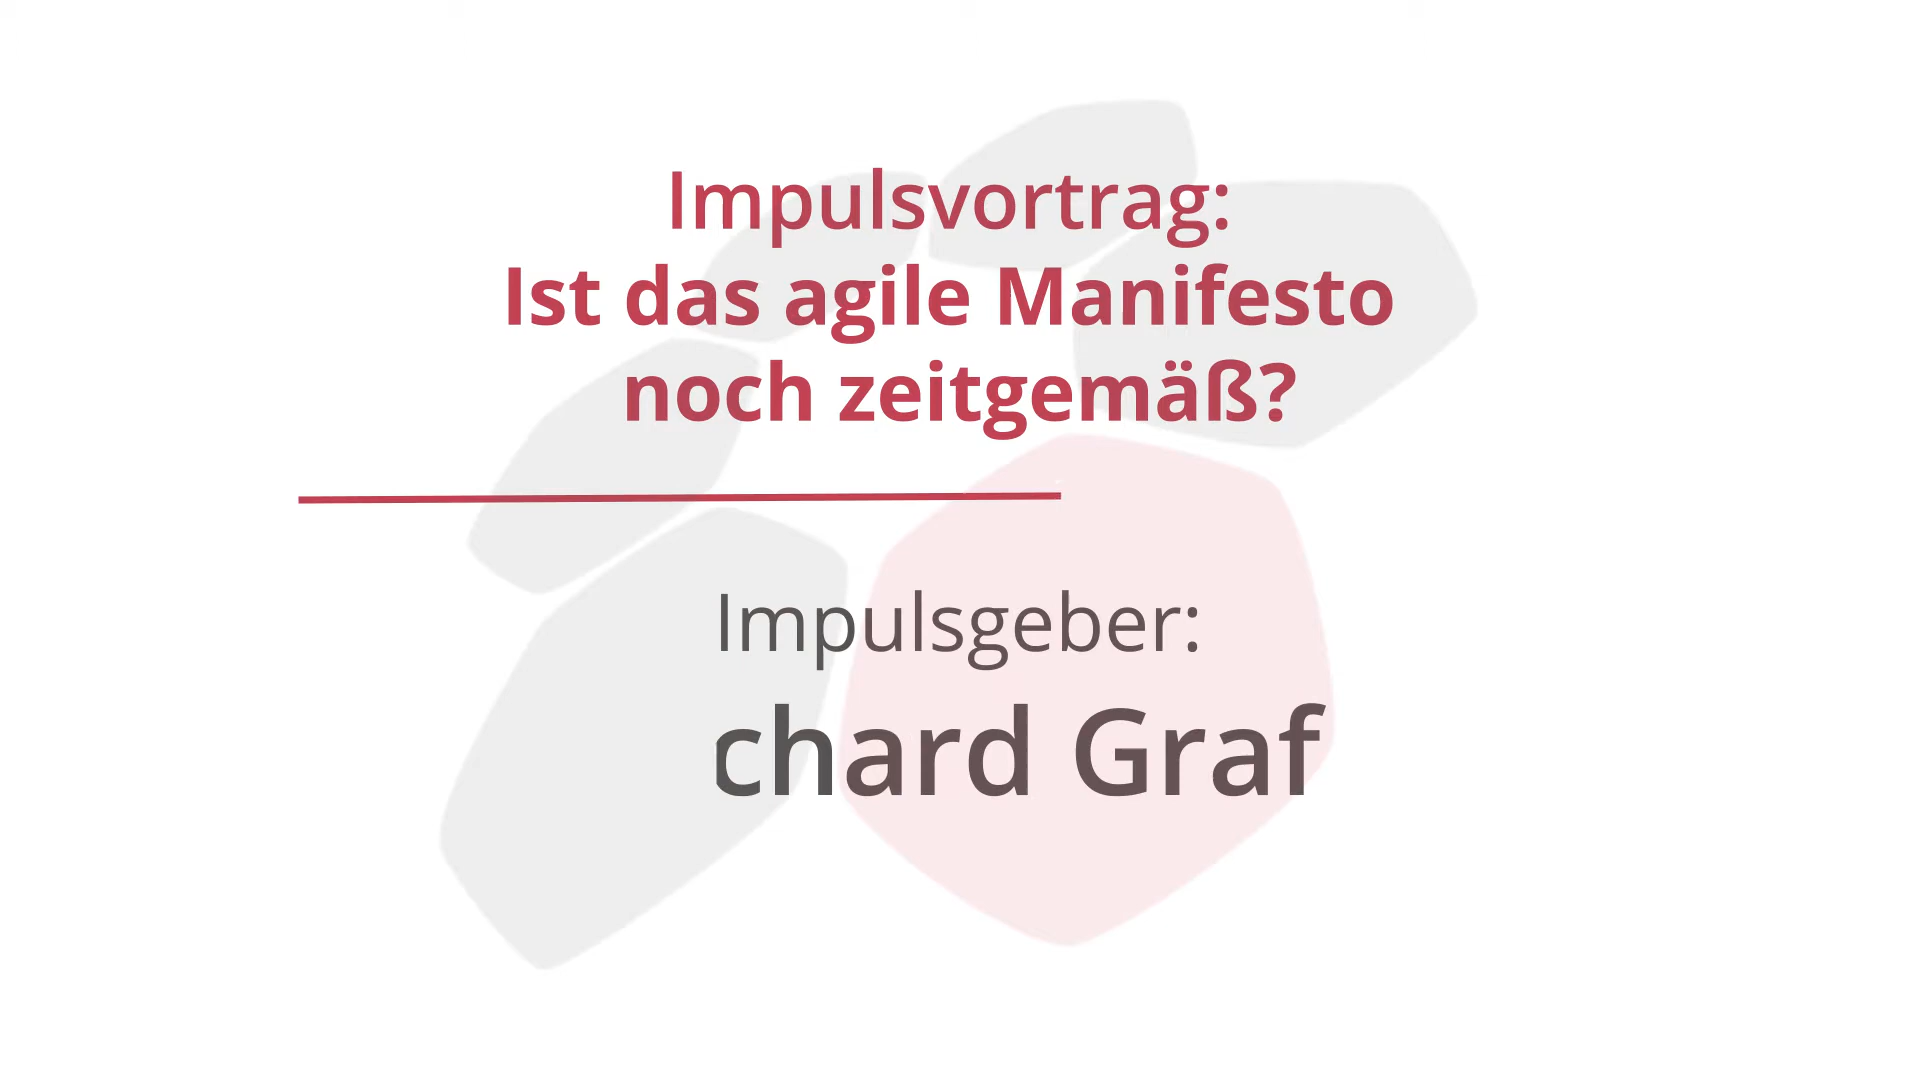 Impulsvortrag:
Ist das agile Manifesto
noch zeitgemäß?
Impulsgeber:
chard Graf